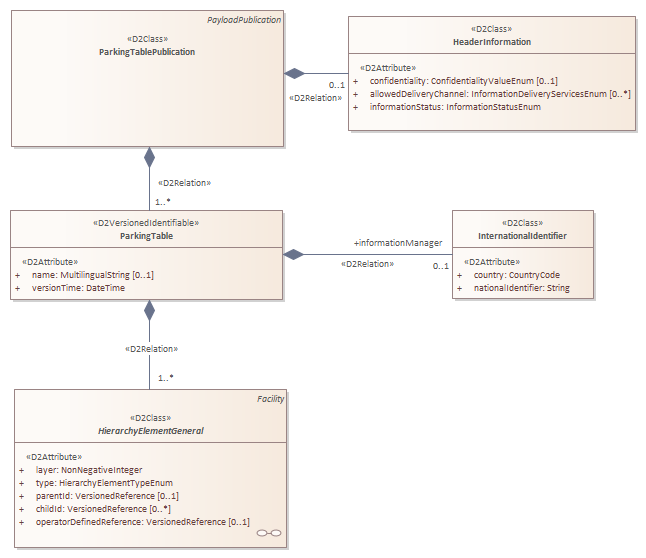 PayloadPublication
«D2Class»
ParkingTablePublication
«D2Class»
HeaderInformation
«D2Attribute»
+ confidentiality: ConfidentialityValueEnum [0..1]
+ allowedDeliveryChannel: InformationDeliveryServicesEnum [0..*]
+ informationStatus: InformationStatusEnum
0..1
«D2Relation»
«D2Relation»
1..*
«D2VersionedIdentifiable»
ParkingTable
«D2Attribute»
+ name: MultilingualString [0..1]
+ versionTime: DateTime
+informationManager
«D2Relation»
0..1
«D2Class»
InternationalIdentifier
«D2Attribute»
+ country: CountryCode
+ nationalIdentifier: String
«D2Relation»
1..*
Facility
«D2Class»
HierarchyElementGeneral
«D2Attribute»
+ layer: NonNegativeInteger
+ type: HierarchyElementTypeEnum
+ parentId: VersionedReference [0..1]
+ childId: VersionedReference [0..*]
+ operatorDefinedReference: VersionedReference [0..1]